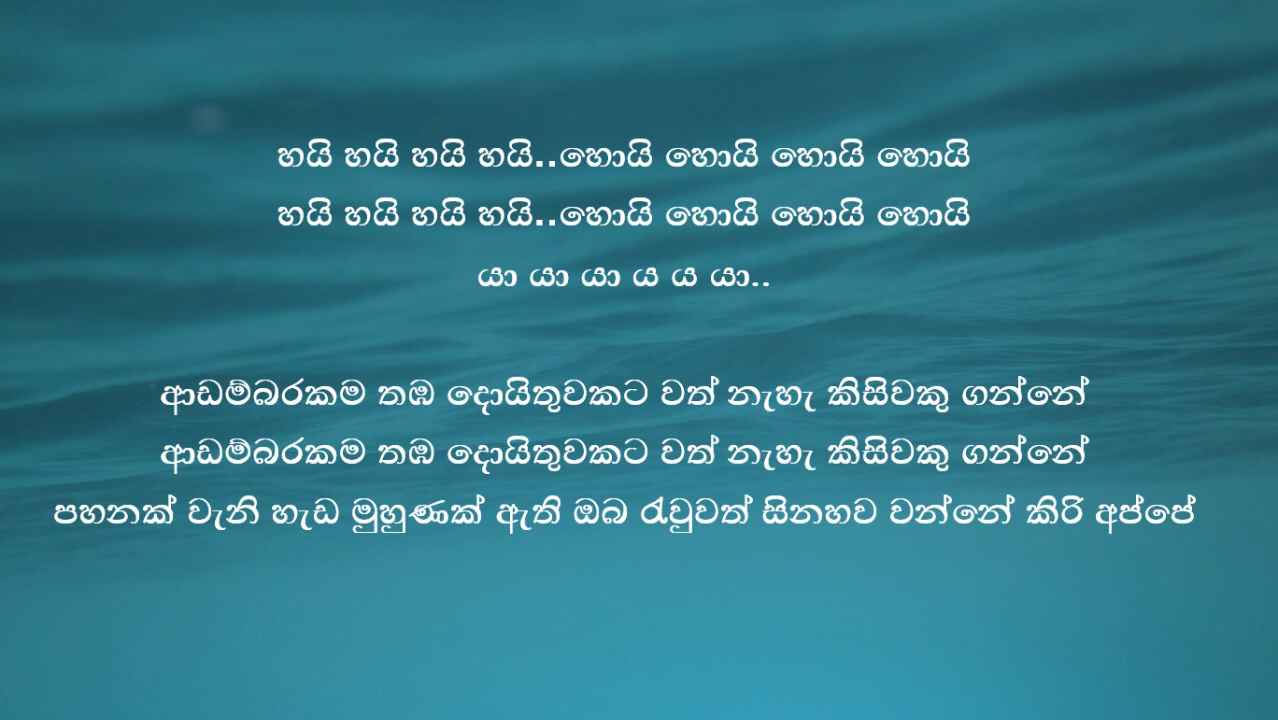 හයි හයි හයි හයි..හොයි හොයි හොයි හොයි
හයි හයි හයි හයි..හොයි හොයි හොයි හොයි
යා යා යා ය ය යා..
ආඩම්බරකම තඹ දොයිතුවකට වත් නැහැ කිසිවකු ගන්නේ
ආඩම්බරකම තඹ දොයිතුවකට වත් නැහැ කිසිවකු ගන්නේ
පහනක් වැනි හැඩ මුහුණක් ඇති ඔබ රැවුවත් සිනහව වන්නේ කිරි අප්පේ